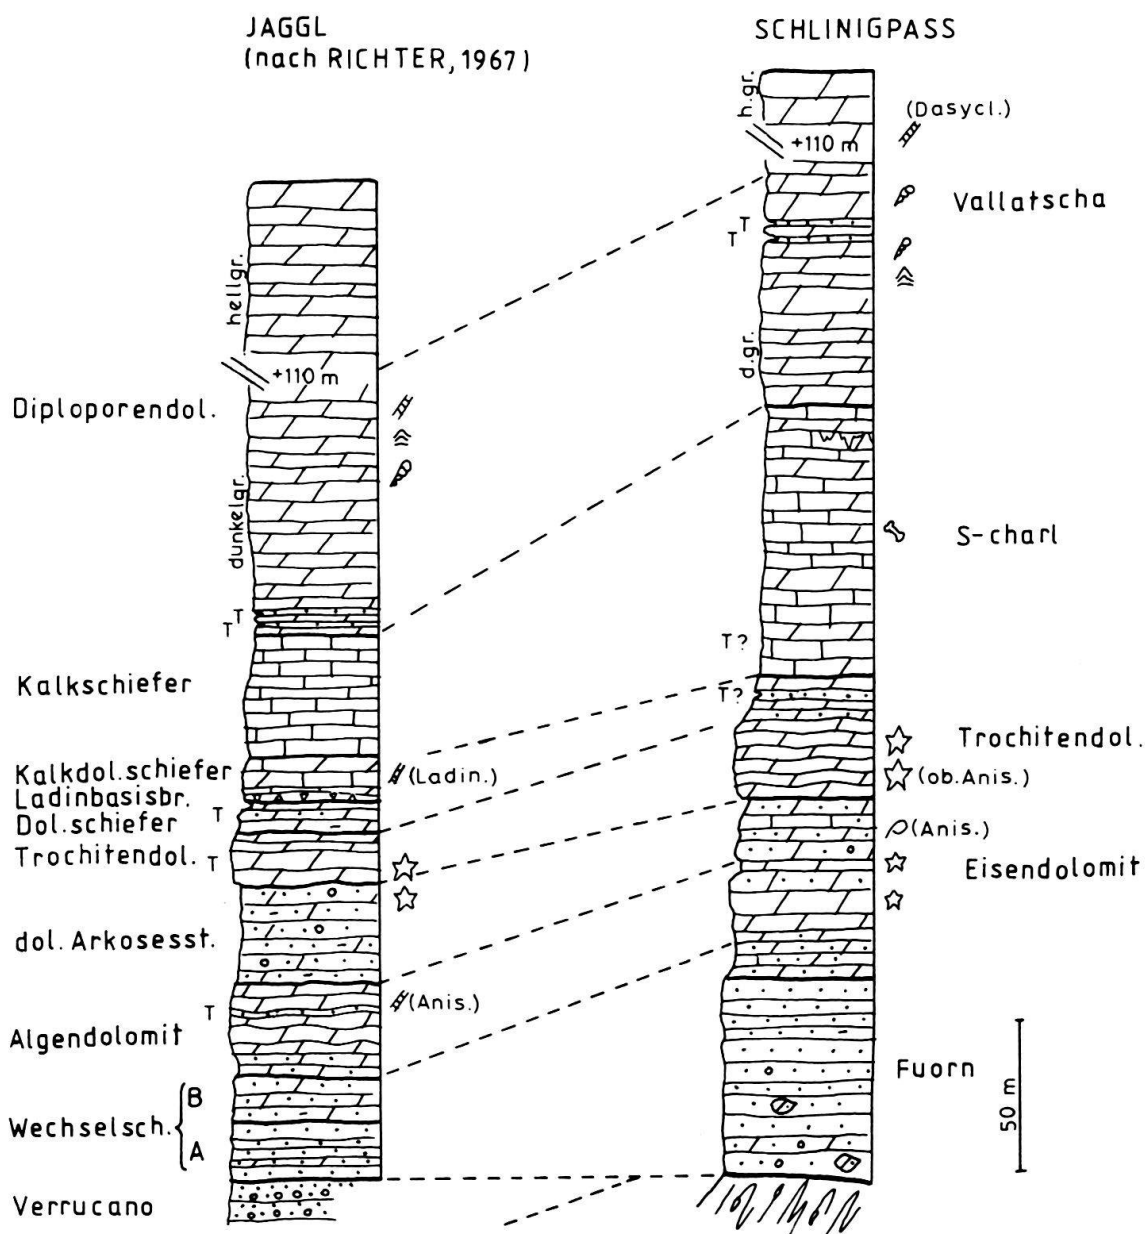 JAGGL
(nach RICHTER, 1967)
hellgr.
+110 m
Diploporendol.
dunkelgr.
T T
Kalkschiefer
Kalkdol.schiefer
(Ladin.)
Ladinbasisbr.
Dol.schiefer
T
Trochitendol.
T
dol. Arkosesst.
T
(Anis.)
Algendolomit
Wechselsch.
B
A
Verrucano
SCHLINIGPASS
h.gr.
(Dasycl.)
+110 m
Vallatscha
T T
d.gr.
S-charl
T?
T?
Trochitendol.
(ob.Anis.)
(Anis.)
Eisendolomit
Fuorn
50 m